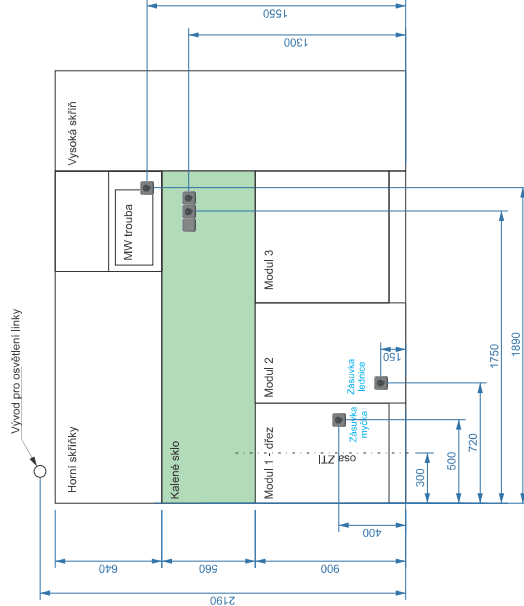 Vývod pro osvětlení linky
Horní skříňky
MW trouba
Vysoká skříň
Kalené sklo
Modul 1 - dřez
Modul 2
Modul 3
osa ZTI
Zásuvka
myčka
Zásuvka
lednice
640
560
900
2190
400
150
300
500
720
1750
1890
1300
1550